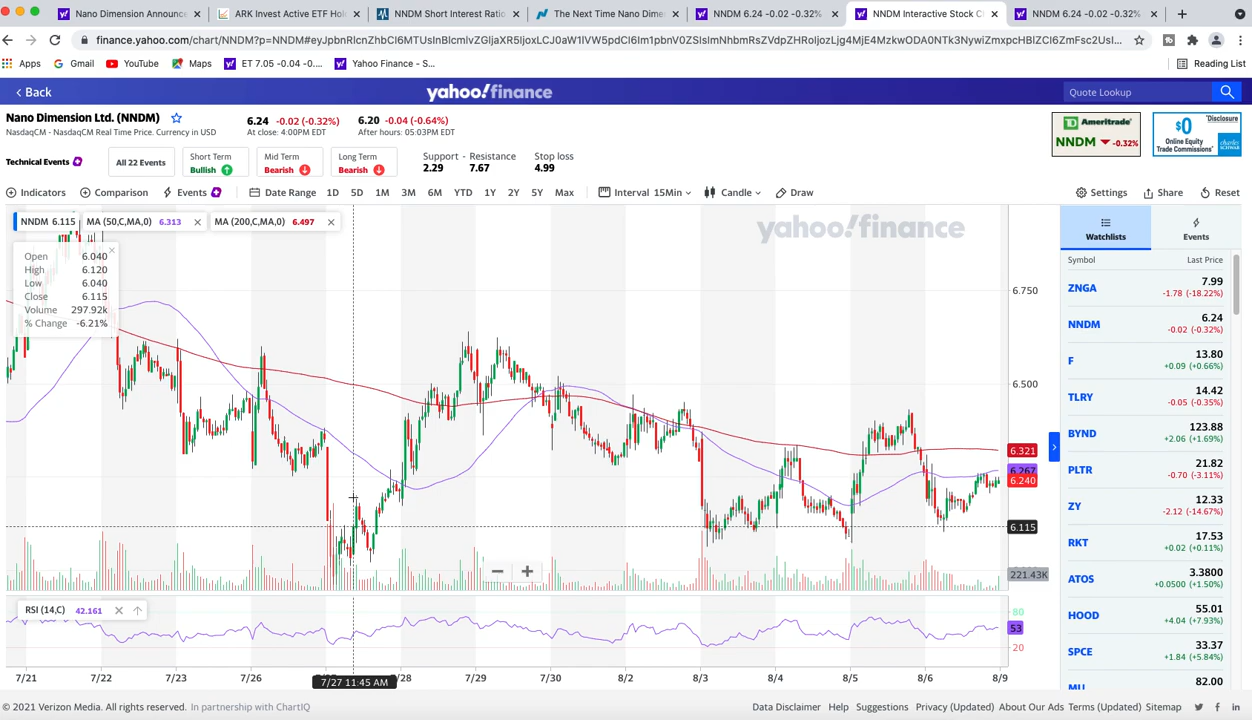 Nano Dimension Announce
ARK Invest Active ETF Hol
NNDM Short Interest Ratio
The Next Time Nano Dime
NNDM 6.24 -0.02 -0.32%
NNDM Interactive Stock C
NNDM 6.24 -0.02 -0.32%
Apps
Gmail
YouTube
Maps
ET 7.05 -0.04 -0....
Yahoo Finance - S...
Reading List
Back
yahoo!finance
Quote Lookup
Nano Dimension Ltd. (NNDM)
NasdaqCM - NasdaqCM Real Time Price. Currency in USD
6.24 -0.02 (-0.32%)
At close: 4:00PM EDT
6.20 -0.04 (-0.64%)
After hours: 05:03PM EDT
TD Ameritrade
NNDM -0.32%
Disclosure
$0
Online Equity
Trade Commissions
Technical Events
All 22 Events
Short Term
Bullish
Mid Term
Bearish
Long Term
Bearish
Support - Resistance
2.29 7.67
Stop loss
4.99
Indicators
Comparison
Events
Date Range
1D 5D 1M 3M 6M YTD 1Y 2Y 5Y Max
Interval 15Min
Candle
Draw
Settings
Share
Reset
NNDM 6.115
MA (50,C,MA,0) 6.313
MA (200,C,MA,0) 6.497
yahoo!finance
Open 6.040
High 6.120
Low 6.040
Close 6.115
Volume 297.92k
% Change -6.21%
6.750
6.500
6.321
6.267
6.240
6.115
221.43K
RSI (14,C) 42.161
80
53
20
7/21 7/22 7/23 7/26 7/28 7/29 7/30 8/2 8/3 8/4 8/5 8/6 8/9
7/27 11:45 AM
Watchlists
Events
Symbol Last Price
ZNGA 7.99
-1.78 (-18.22%)
NNDM 6.24
-0.02 (-0.32%)
F 13.80
+0.09 (+0.66%)
TLRY 14.42
-0.05 (-0.35%)
BYND 123.88
+2.06 (+1.69%)
PLTR 21.82
-0.70 (-3.11%)
ZY 12.33
-2.12 (-14.67%)
RKT 17.53
+0.02 (+0.11%)
ATOS 3.3800
+0.0500 (+1.50%)
HOOD 55.01
+4.04 (+7.93%)
SPCE 33.37
+1.84 (+5.84%)
MU 82.00
© 2021 Verizon Media. All rights reserved. In partnership with ChartIQ
Data Disclaimer Help Suggestions Privacy (Updated) About Our Ads Terms (Updated) Sitemap